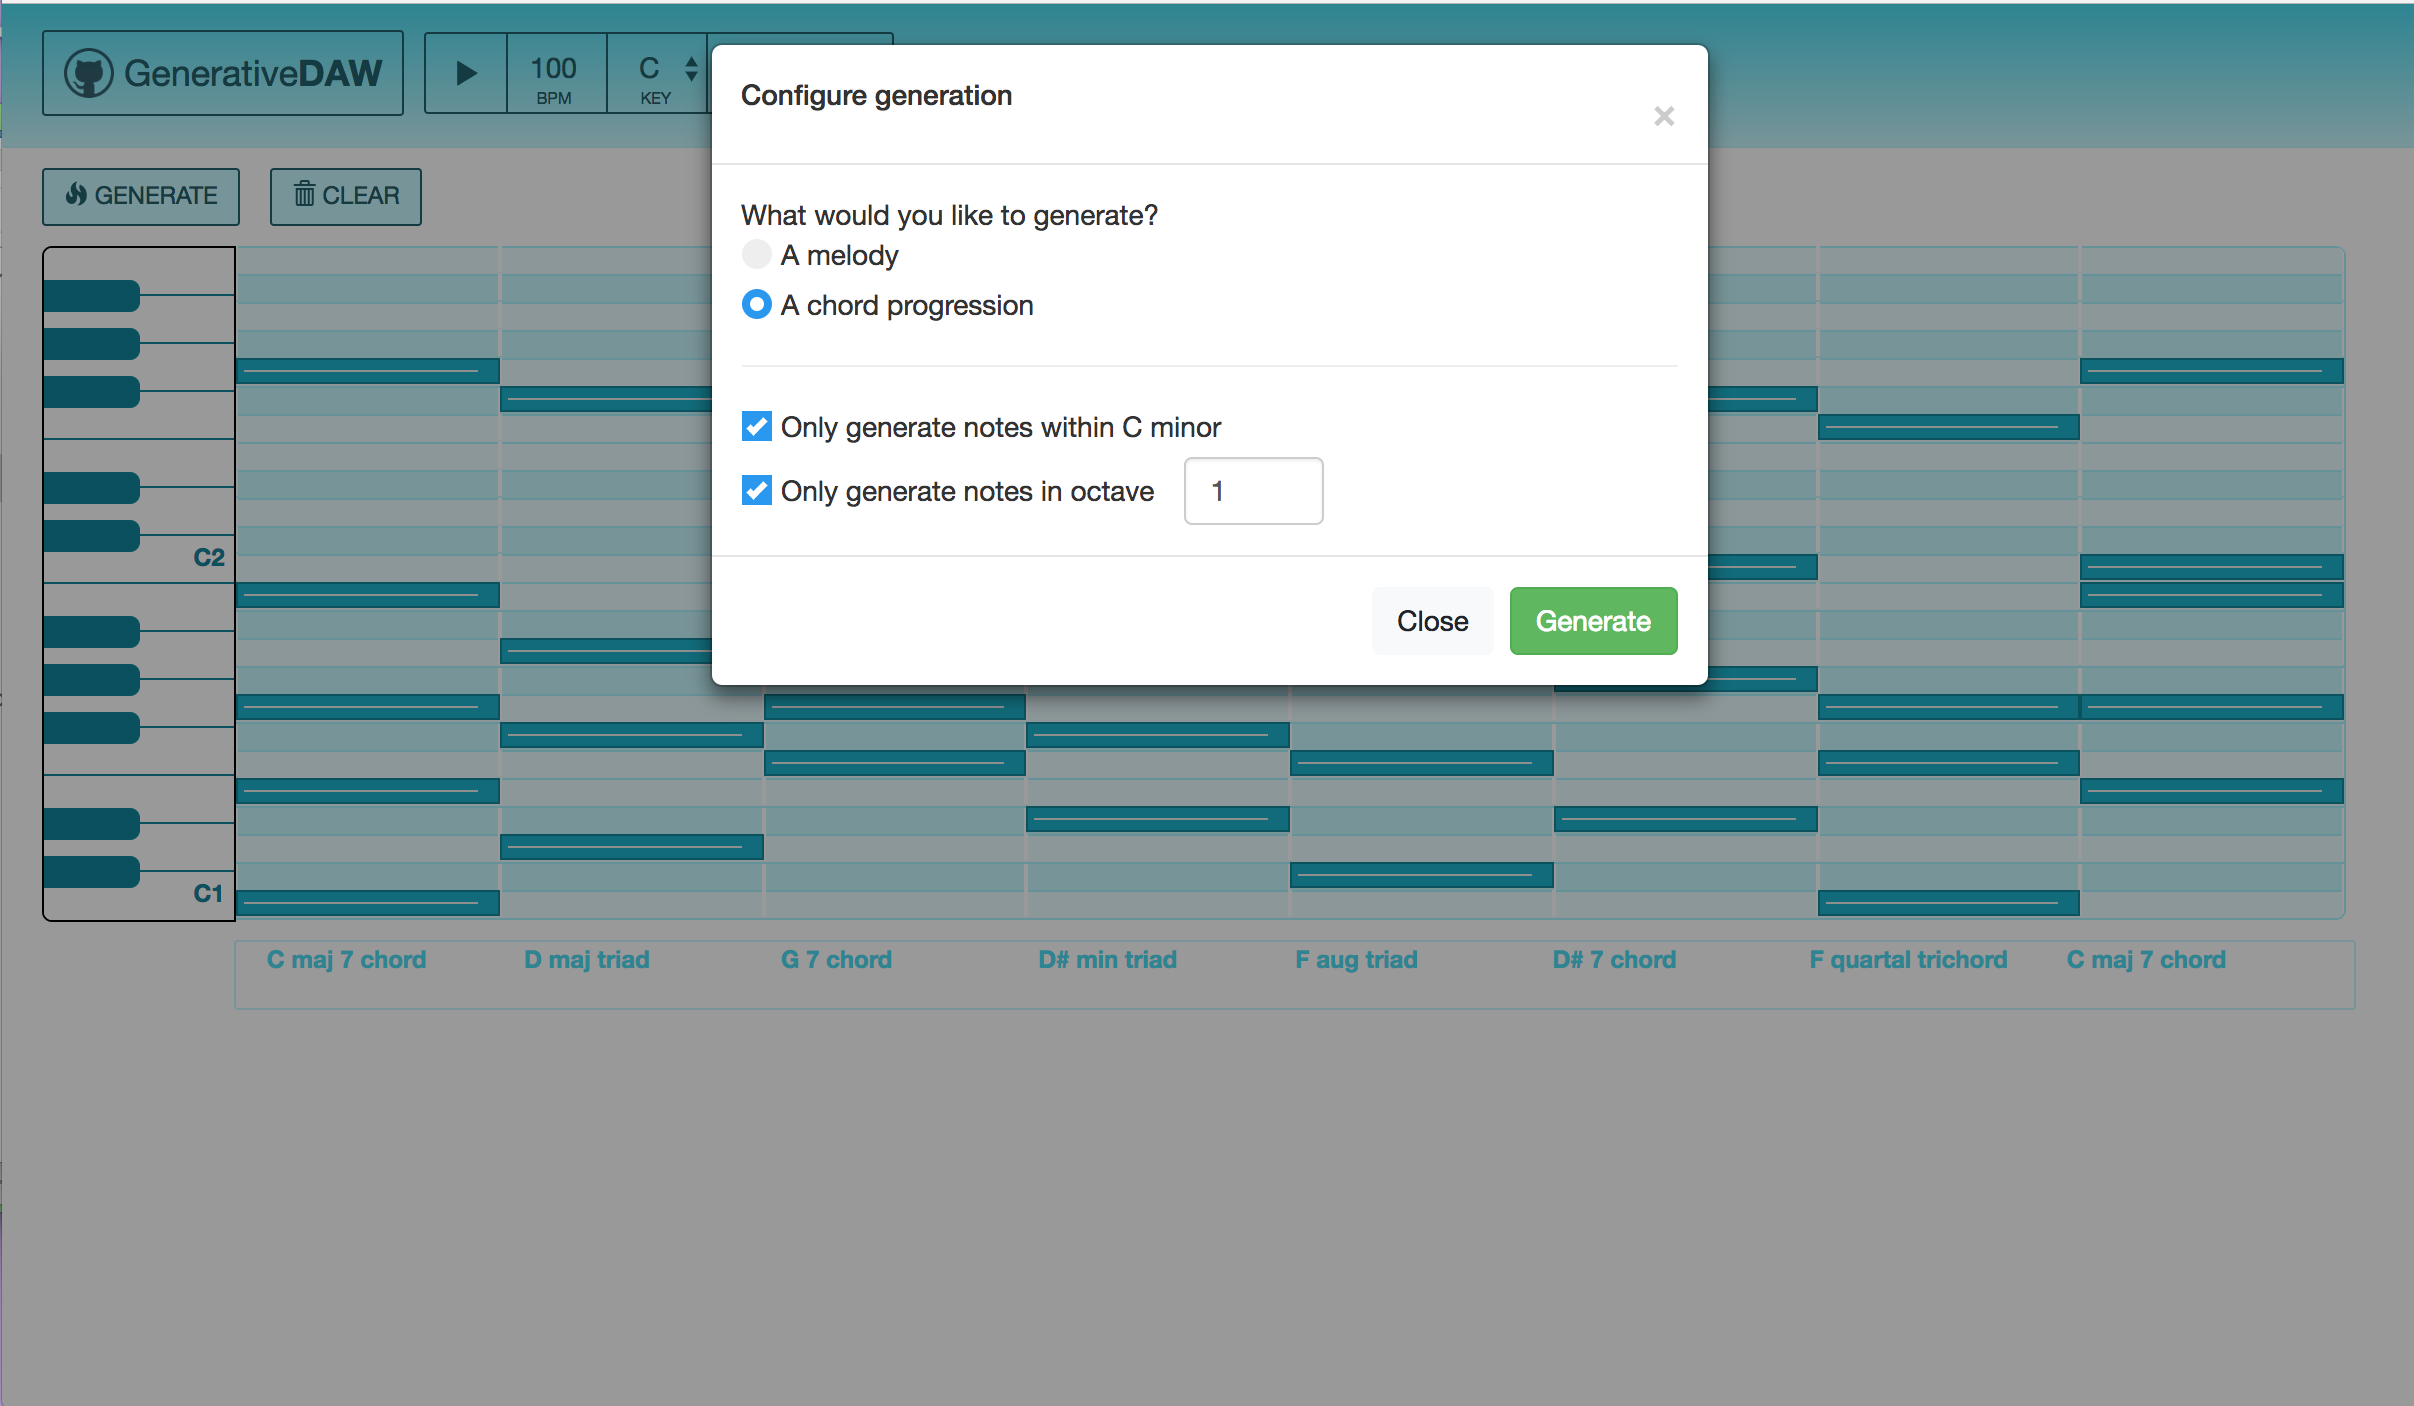 GenerativeDAW
100
BPM
C
KEY
Configure generation
×
GENERATE
CLEAR
What would you like to generate?
A melody
A chord progression
Only generate notes within C minor
Only generate notes in octave 1
Close
Generate
C2
C1
C maj 7 chord
D maj triad
G 7 chord
D# min triad
F aug triad
D# 7 chord
F quartal trichord
C maj 7 chord